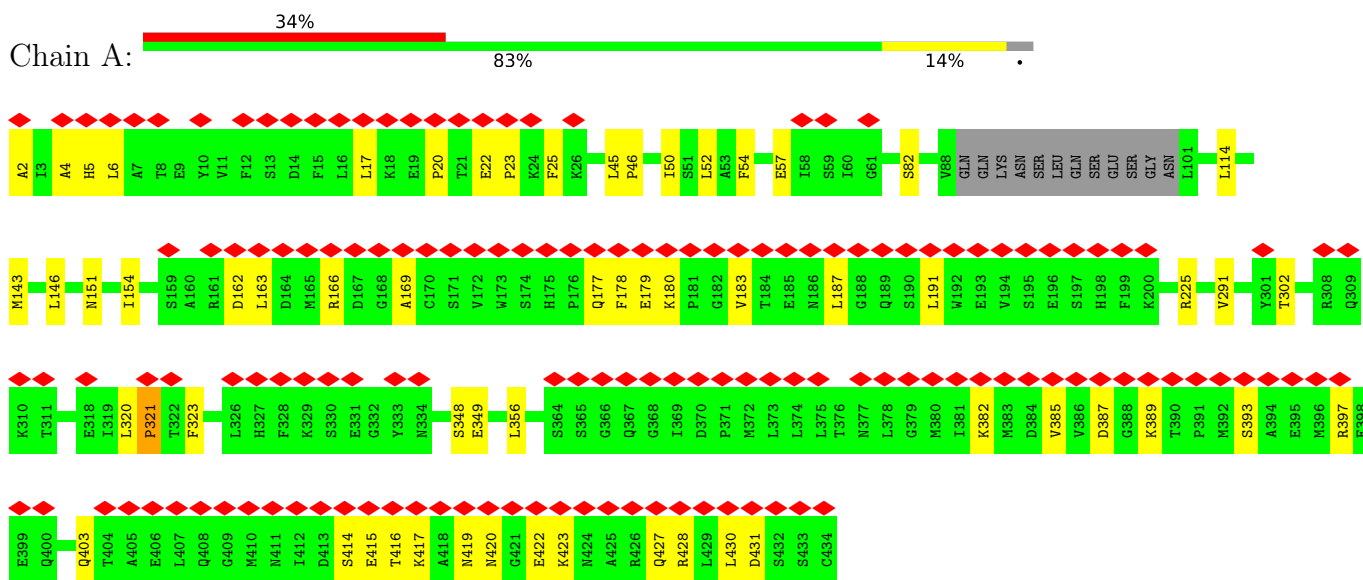 34%
Chain A:
83% 14% •
A2 I3 A4 H5 L6 A7 T8 E9 Y10 V11 F12 S13 D14 F15 L16 L17 K18 E19 P20 T21 E22 P23 K24 F25 K26 L45 P46 I50 S51 L52 A53 F54 E57 I58 S59 I60 G61 S82 V88 GLN GLN LYS ASN SER LEU GLN SER GLU SER GLY ASN L101 L114
M143 L146 N151 I154 S159 A160 R161 D162 L163 D164 M165 R166 D167 G168 A169 C170 S171 V172 W173 S174 H175 P176 Q177 F178 E179 K180 P181 G182 V183 T184 E185 N186 L187 G188 Q189 S190 L191 W192 E193 V194 S195 E196 S197 H198 F199 K200 R225 V291 Y301 T302 R308 Q309
K310 T311 E318 I319 L320 P321 T322 F323 L326 H327 F328 K329 S330 E331 G332 Y333 N334 S348 E349 L356 S364 S365 G366 Q367 G368 I369 D370 P371 M372 L373 L374 L375 T376 N377 L378 G379 M380 I381 K382 M383 D384 V385 V386 D387 G388 K389 T390 P391 M392 S393 A394 E395 M396 R397
E399 Q400 Q403 T404 A405 E406 L407 Q408 G409 M410 N411 I412 D413 S414 E415 T416 K417 A418 N419 N420 G421 E422 K423 N424 A425 R426 Q427 R428 L429 L430 D431 S432 S433 C434